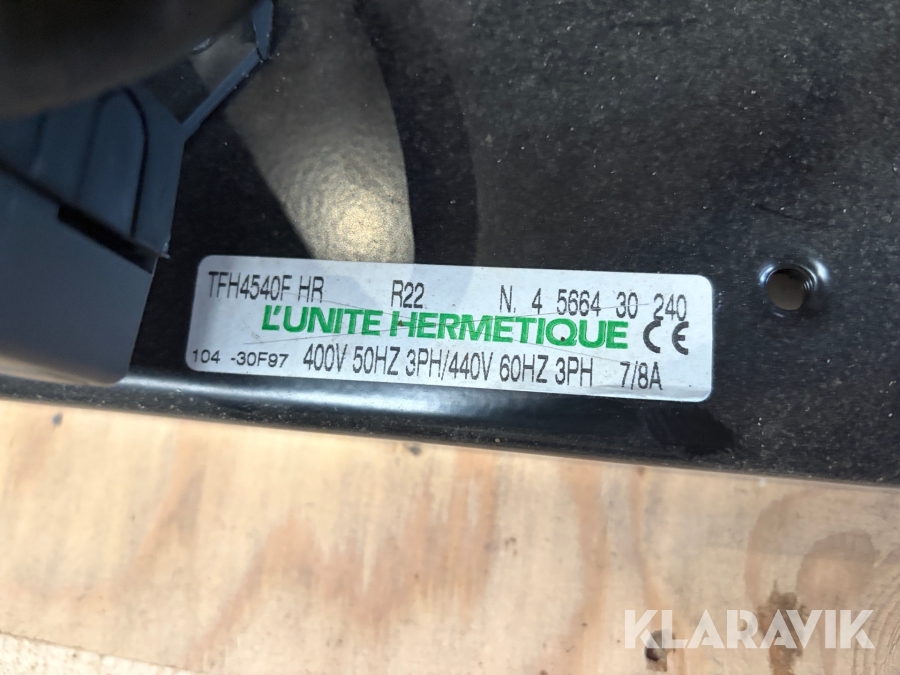 TFH4540F HR R22 N. 4 5664 30 240
L'UNITE HERMETIQUE CE
104 -30F97 400V 50HZ 3PH/440V 60HZ 3PH 7/8A
KLARAVIK